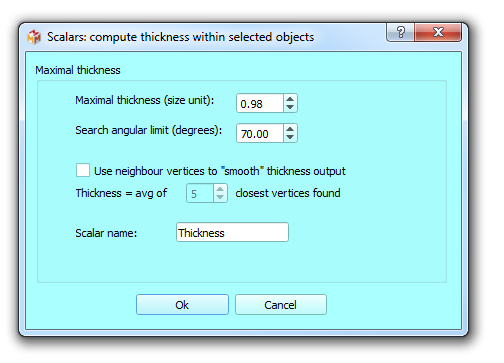 Scalars: compute thickness within selected objects
Maximal thickness
Maximal thickness (size unit): 0.98
Search angular limit (degrees): 70.00
Use neighbour vertices to "smooth" thickness output
Thickness = avg of 5 closest vertices found
Scalar name: Thickness
Ok Cancel